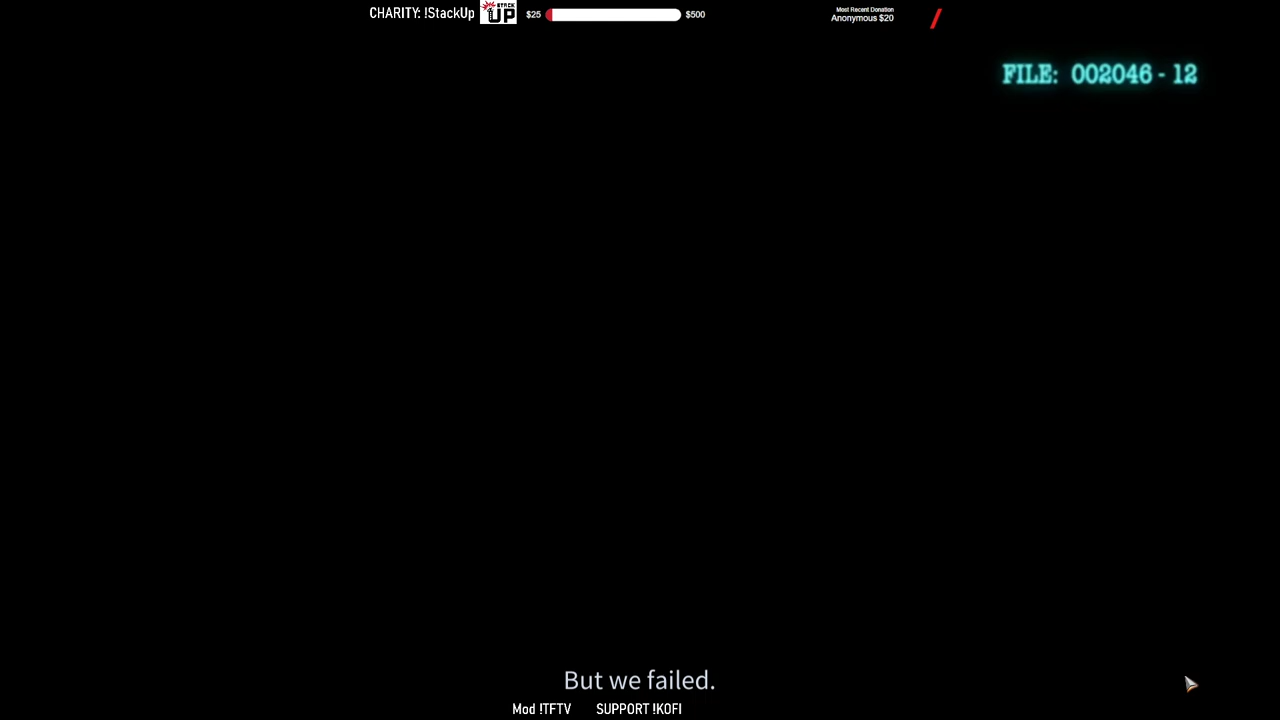 CHARITY: !StackUp
STACK
UP
$25
$500
Most Recent Donation
Anonymous $20
FILE: 002046 - 12
But we failed.
Mod !TFTV
SUPPORT !KOFI